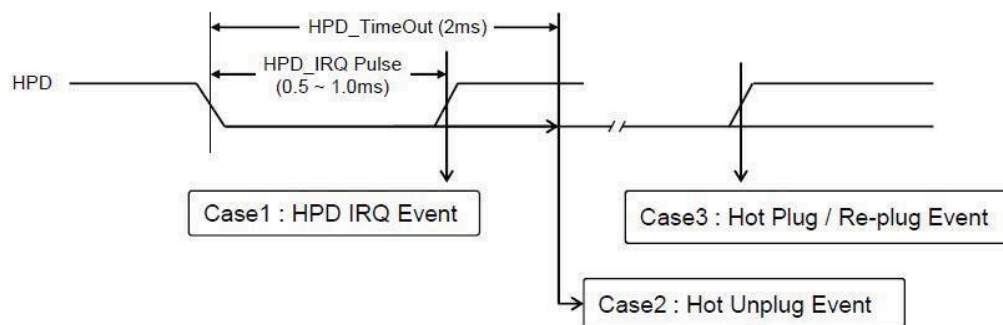 HPD_TimeOut (2ms)
HPD_IRQ Pulse
(0.5 ~ 1.0ms)
HPD
Case1 : HPD IRQ Event
Case3 : Hot Plug / Re-plug Event
Case2 : Hot Unplug Event